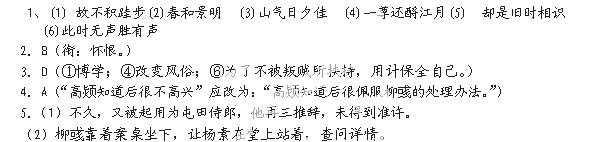 1、(1) 故不积跬步(2)春和景明 (3)山气日夕佳 (4)一尊还酹江月(5) 却是旧时相识
(6)此时无声胜有声
2. B(衔:怀恨。)
3. D(①博学;④改变风俗;⑥为了不被叛贼所挟持,用计保全自己。)
4. A(“高颎知道后很不高兴”应改为:“高颎知道后很佩服柳彧的处理办法。”)
5.(1)不久,又被起用为屯田侍郎,他再三推辞,未得到准许。
(2)柳彧靠着案桌坐下,让杨素在堂上站着,查问详情。